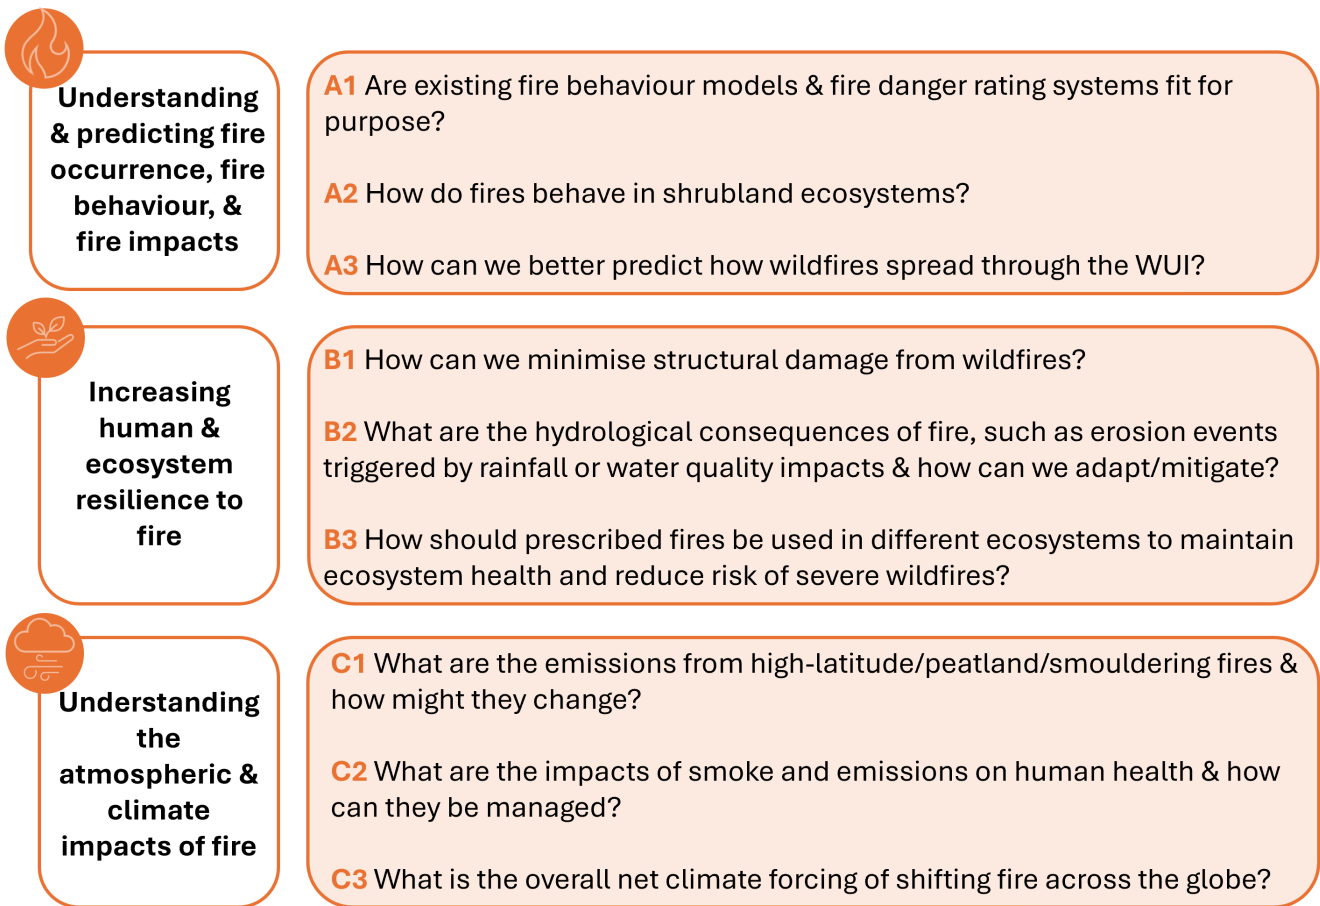 Understanding
& predicting fire
occurrence, fire
behaviour, &
fire impacts
A1 Are existing fire behaviour models & fire danger rating systems fit for
purpose?
A2 How do fires behave in shrubland ecosystems?
A3 How can we better predict how wildfires spread through the WUI?
Increasing
human &
ecosystem
resilience to
fire
B1 How can we minimise structural damage from wildfires?
B2 What are the hydrological consequences of fire, such as erosion events
triggered by rainfall or water quality impacts & how can we adapt/mitigate?
B3 How should prescribed fires be used in different ecosystems to maintain
ecosystem health and reduce risk of severe wildfires?
Understanding
the
atmospheric &
climate
impacts of fire
C1 What are the emissions from high-latitude/peatland/smouldering fires &
how might they change?
C2 What are the impacts of smoke and emissions on human health & how
can they be managed?
C3 What is the overall net climate forcing of shifting fire across the globe?